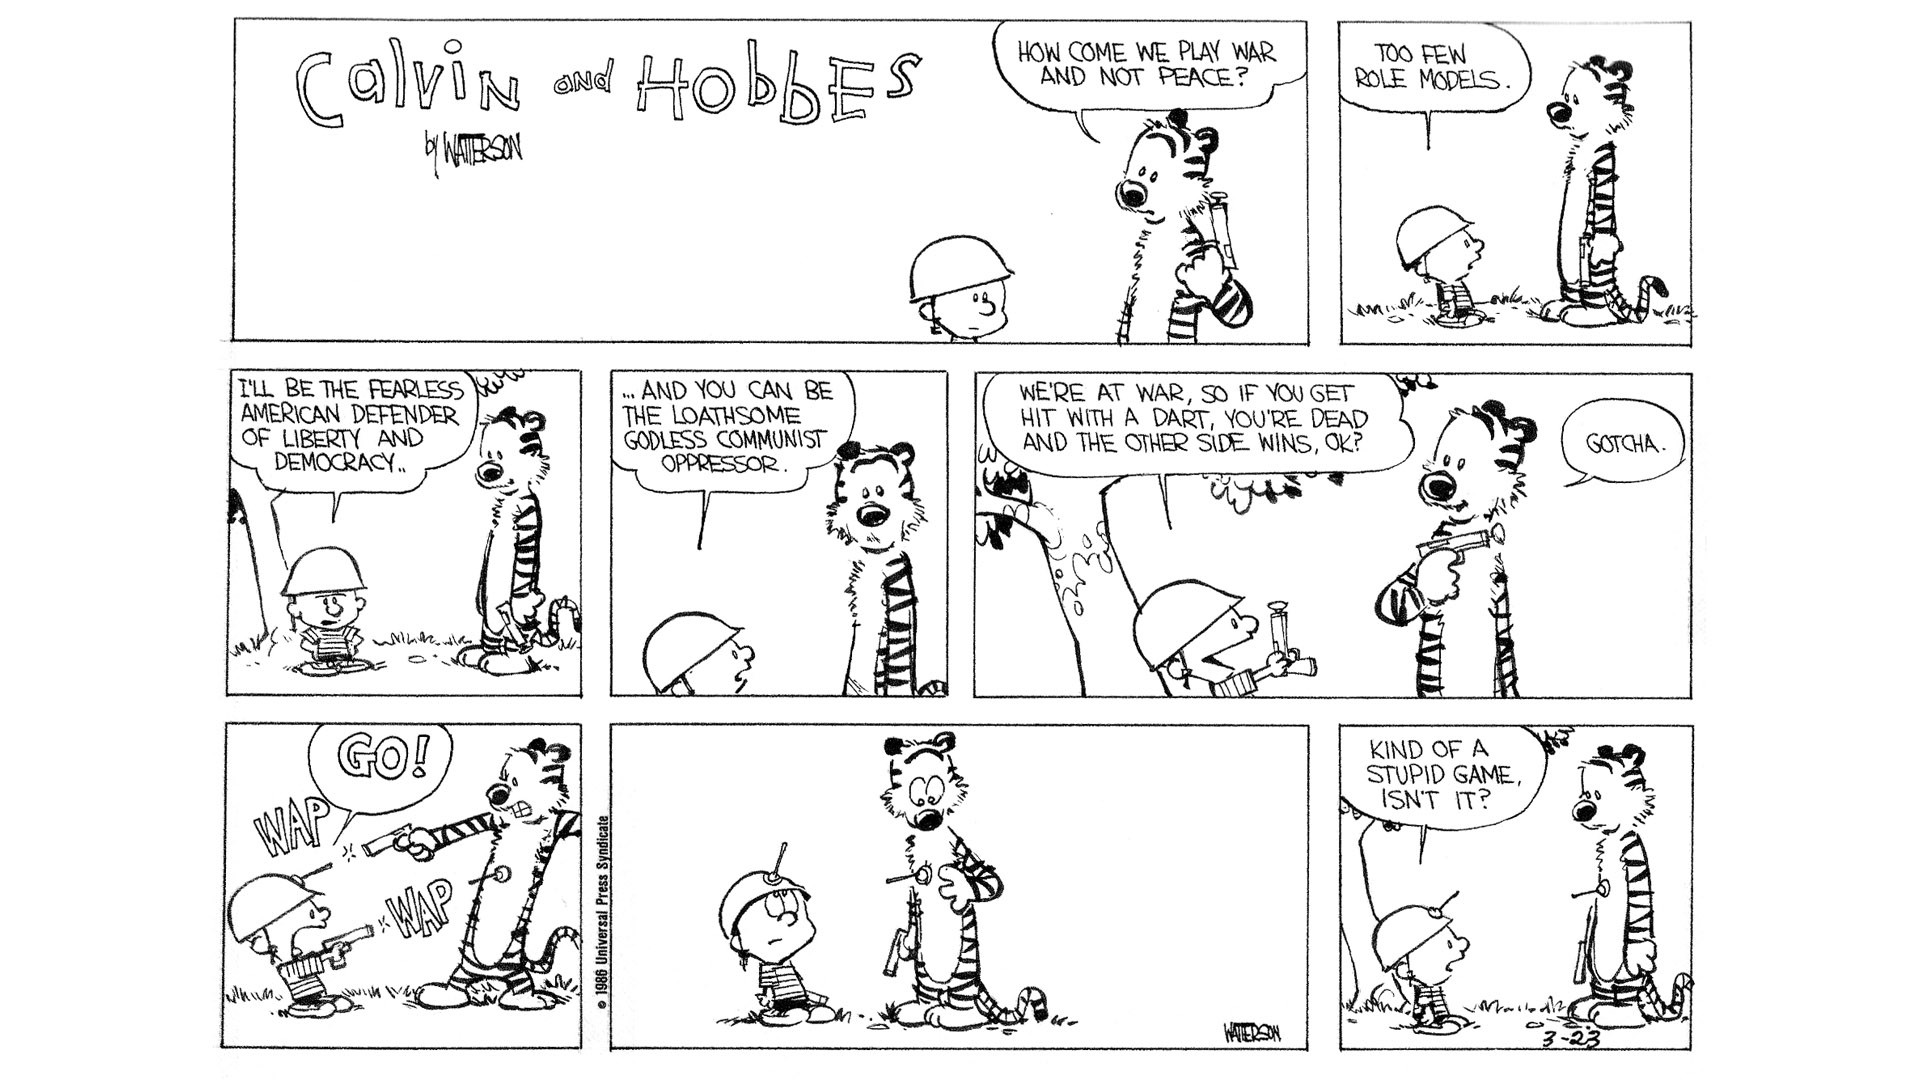 Calvin and HobbEs
by WATTERSON
HOW COME WE PLAY WAR
AND NOT PEACE?
TOO FEW
ROLE MODELS.
I'LL BE THE FEARLESS
AMERICAN DEFENDER
OF LIBERTY AND
DEMOCRACY..
... AND YOU CAN BE
THE LOATHSOME
GODLESS COMMUNIST
OPPRESSOR.
WE'RE AT WAR, SO IF YOU GET
HIT WITH A DART, YOU'RE DEAD
AND THE OTHER SIDE WINS, OK?
GOTCHA.
GO!
WAP
WAP
© 1986 Universal Press Syndicate
WATTERSON
KIND OF A
STUPID GAME,
ISN'T IT?
3-23